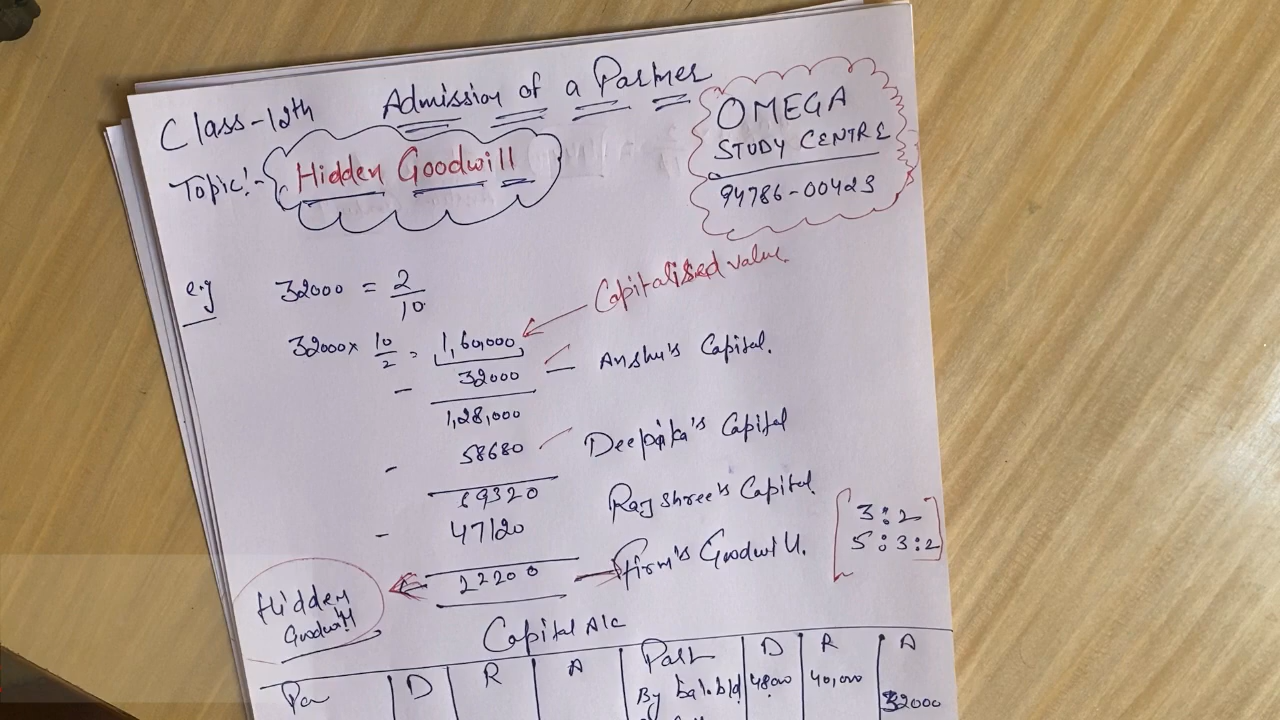 Class-12th
Admission of a Partner
Topic:- Hidden Goodwill
OMEGA
STUDY CENTRE
94786-00423
e.g 32000 = 2/10
Capitalised value
32000 x 10/2 = 1,60,000
- 32000 - Anshu's Capital.
1,28,000
- 58680 Deepika's Capital
69320
- 47120 Rajshree's Capital.
22200 Firm's Goodwill.
3:2
5:3:2
Hidden
Goodwill
Capital A/c
Pa D R A Part D R A
By bal. b/d 48000 40,000 32000